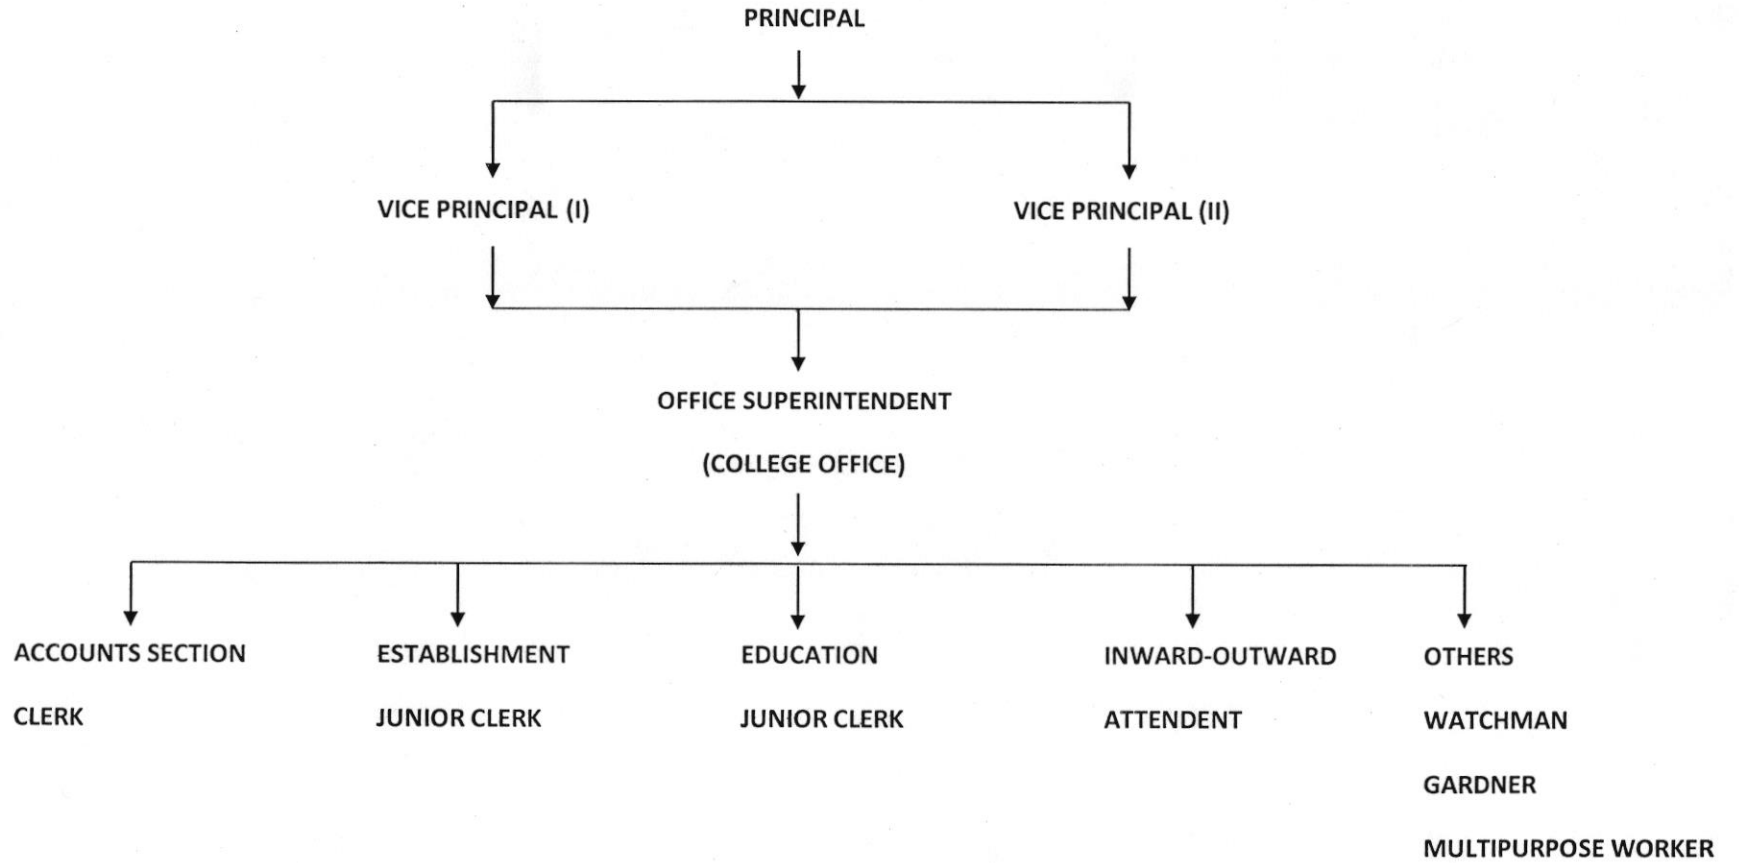 PRINCIPAL
VICE PRINCIPAL (I)
VICE PRINCIPAL (II)
OFFICE SUPERINTENDENT
(COLLEGE OFFICE)
ACCOUNTS SECTION
CLERK
ESTABLISHMENT
JUNIOR CLERK
EDUCATION
JUNIOR CLERK
INWARD-OUTWARD
ATTENDENT
OTHERS
WATCHMAN
GARDNER
MULTIPURPOSE WORKER